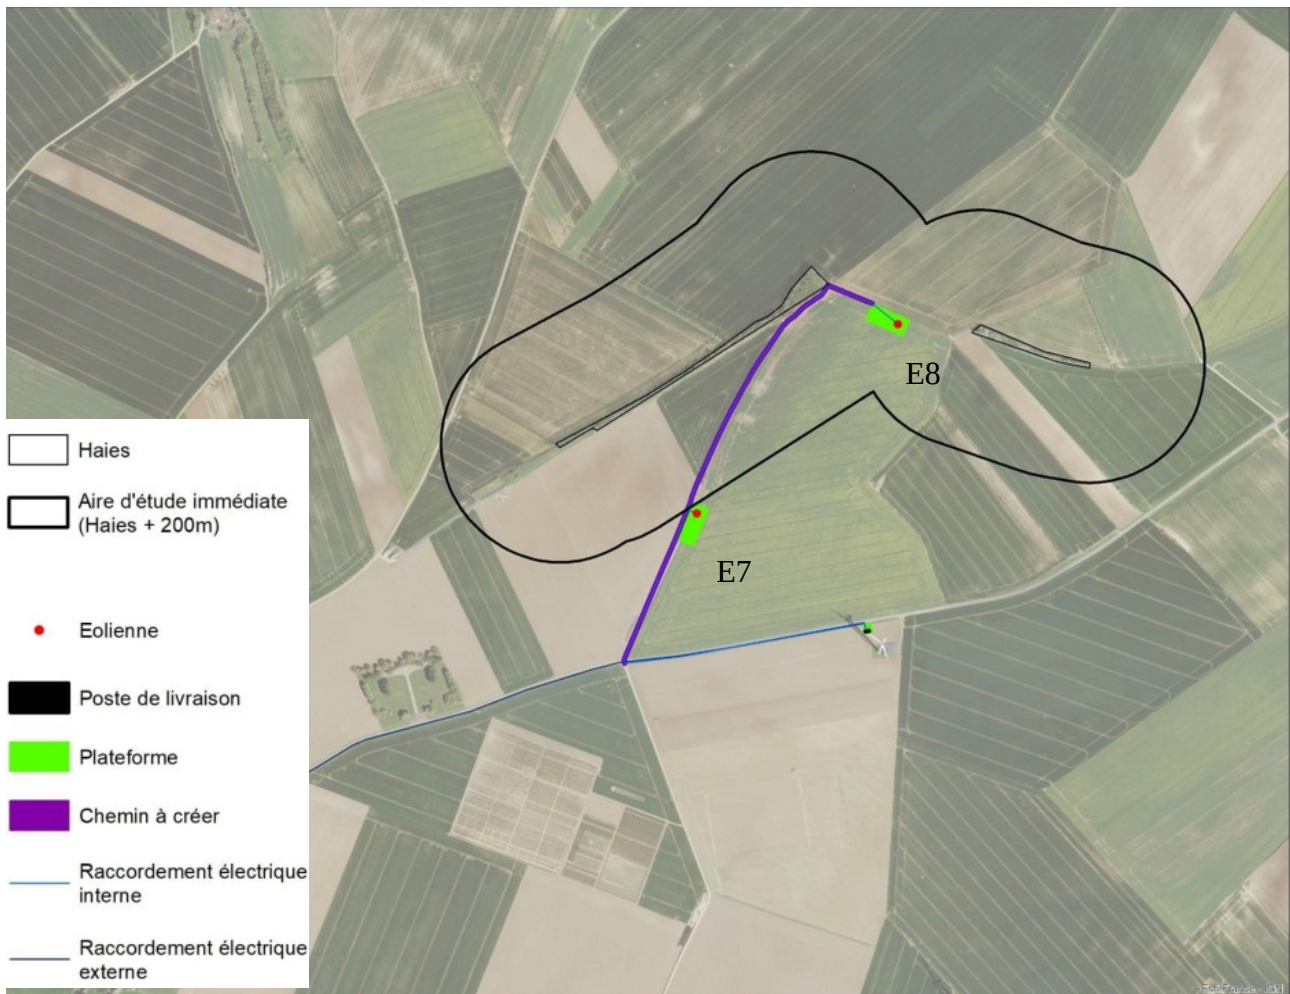 E8
E7
Haies
Aire d'étude immédiate
(Haies + 200m)
Eolienne
Poste de livraison
Plateforme
Chemin à créer
Raccordement électrique
interne
Raccordement électrique
externe